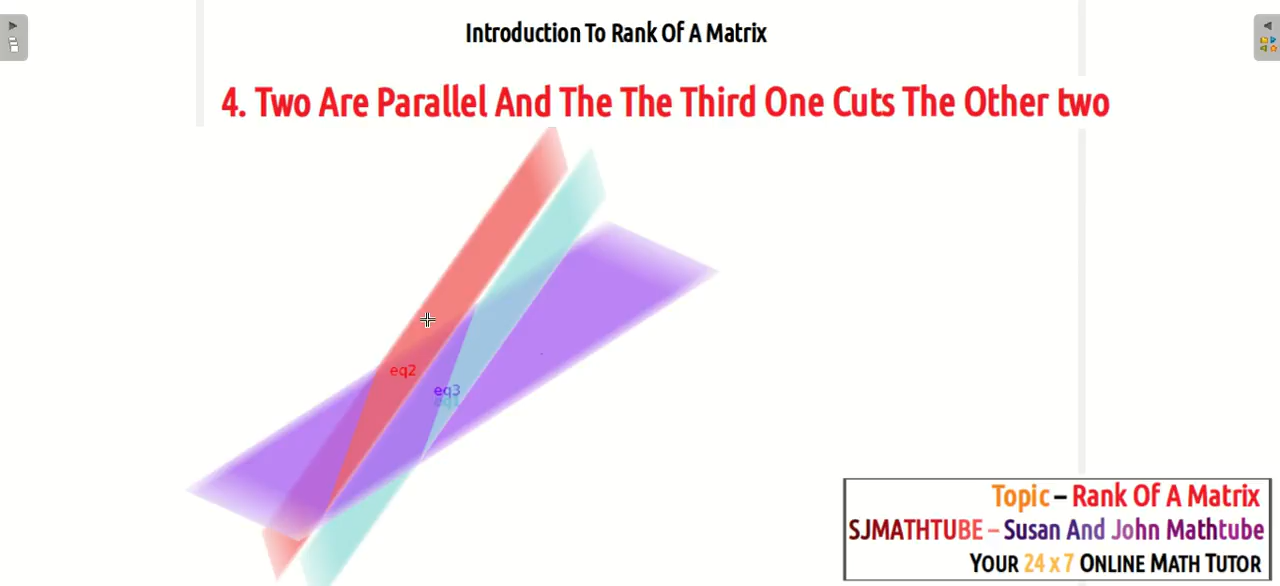 Introduction To Rank Of A Matrix
4. Two Are Parallel And The The Third One Cuts The Other two
eq2
eq3
eq1
Topic – Rank Of A Matrix
SJMATHTUBE – Susan And John Mathtube
YOUR 24 x 7 ONLINE MATH TUTOR